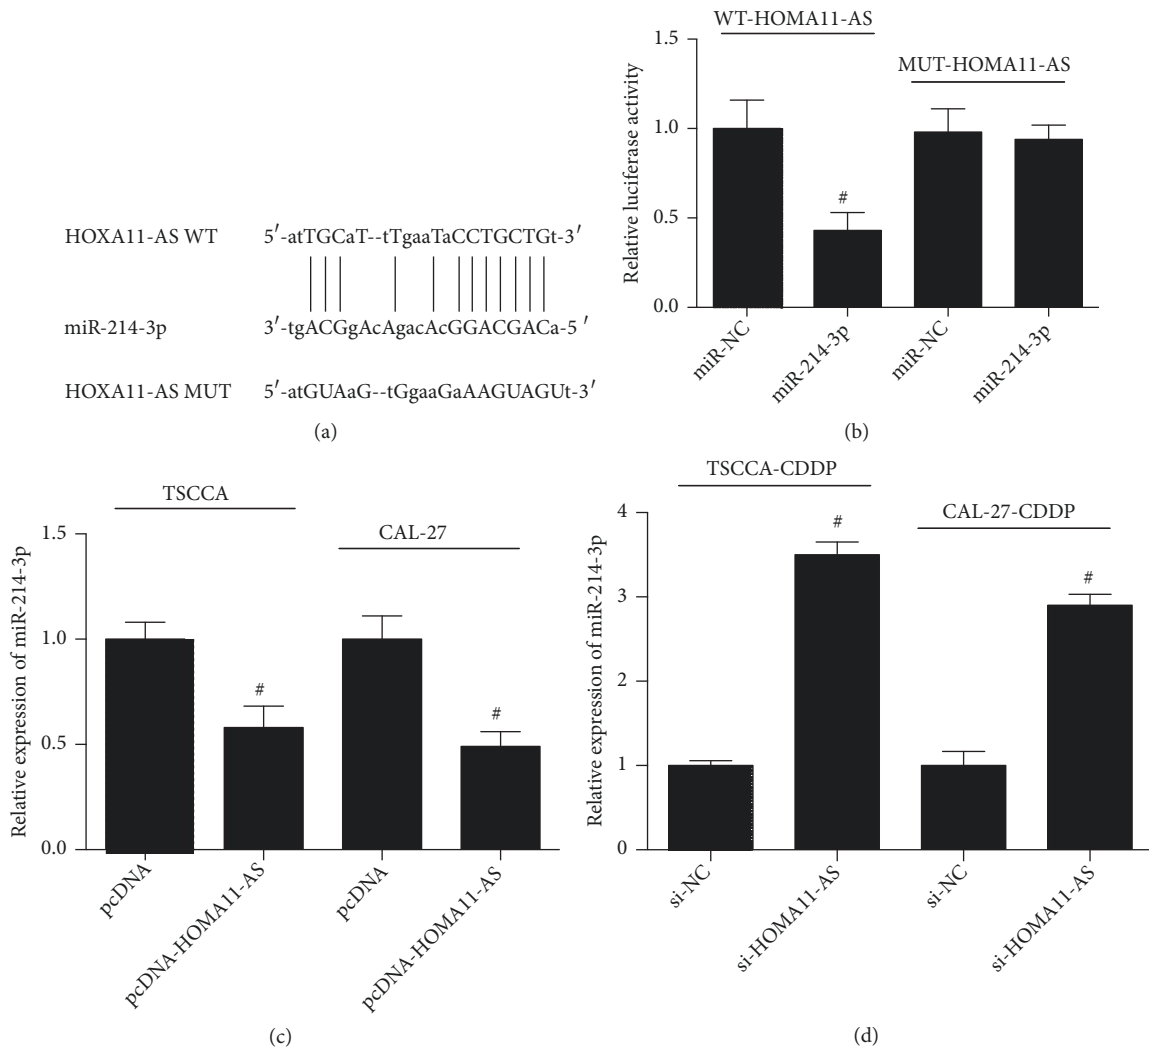 HOXA11-AS WT 5′-atTGCaT--tTgaaTaCCTGCTGt-3′
miR-214-3p 3′-tgACGgAcAgacAcGGACGACa-5 ′
HOXA11-AS MUT 5′-atGUAaG--tGgaaGaAAGUAGUt-3′
(a)
WT-HOMA11-AS
MUT-HOMA11-AS
Relative luciferase activity
1.5
1.0
0.5
0.0
#
miR-NC
miR-214-3p
miR-NC
miR-214-3p
(b)
TSCCA
CAL-27
Relative expression of miR-214-3p
1.5
1.0
0.5
0.0
#
#
pcDNA
pcDNA-HOMA11-AS
pcDNA
pcDNA-HOMA11-AS
(c)
TSCCA-CDDP
CAL-27-CDDP
Relative expression of miR-214-3p
4
3
2
1
0
#
#
si-NC
si-HOMA11-AS
si-NC
si-HOMA11-AS
(d)